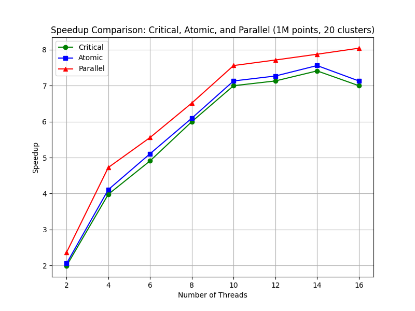 Speedup Comparison: Critical, Atomic, and Parallel (1M points, 20 clusters)
Critical
Atomic
Parallel
8
7
6
5
4
3
2
Speedup
2 4 6 8 10 12 14 16
Number of Threads